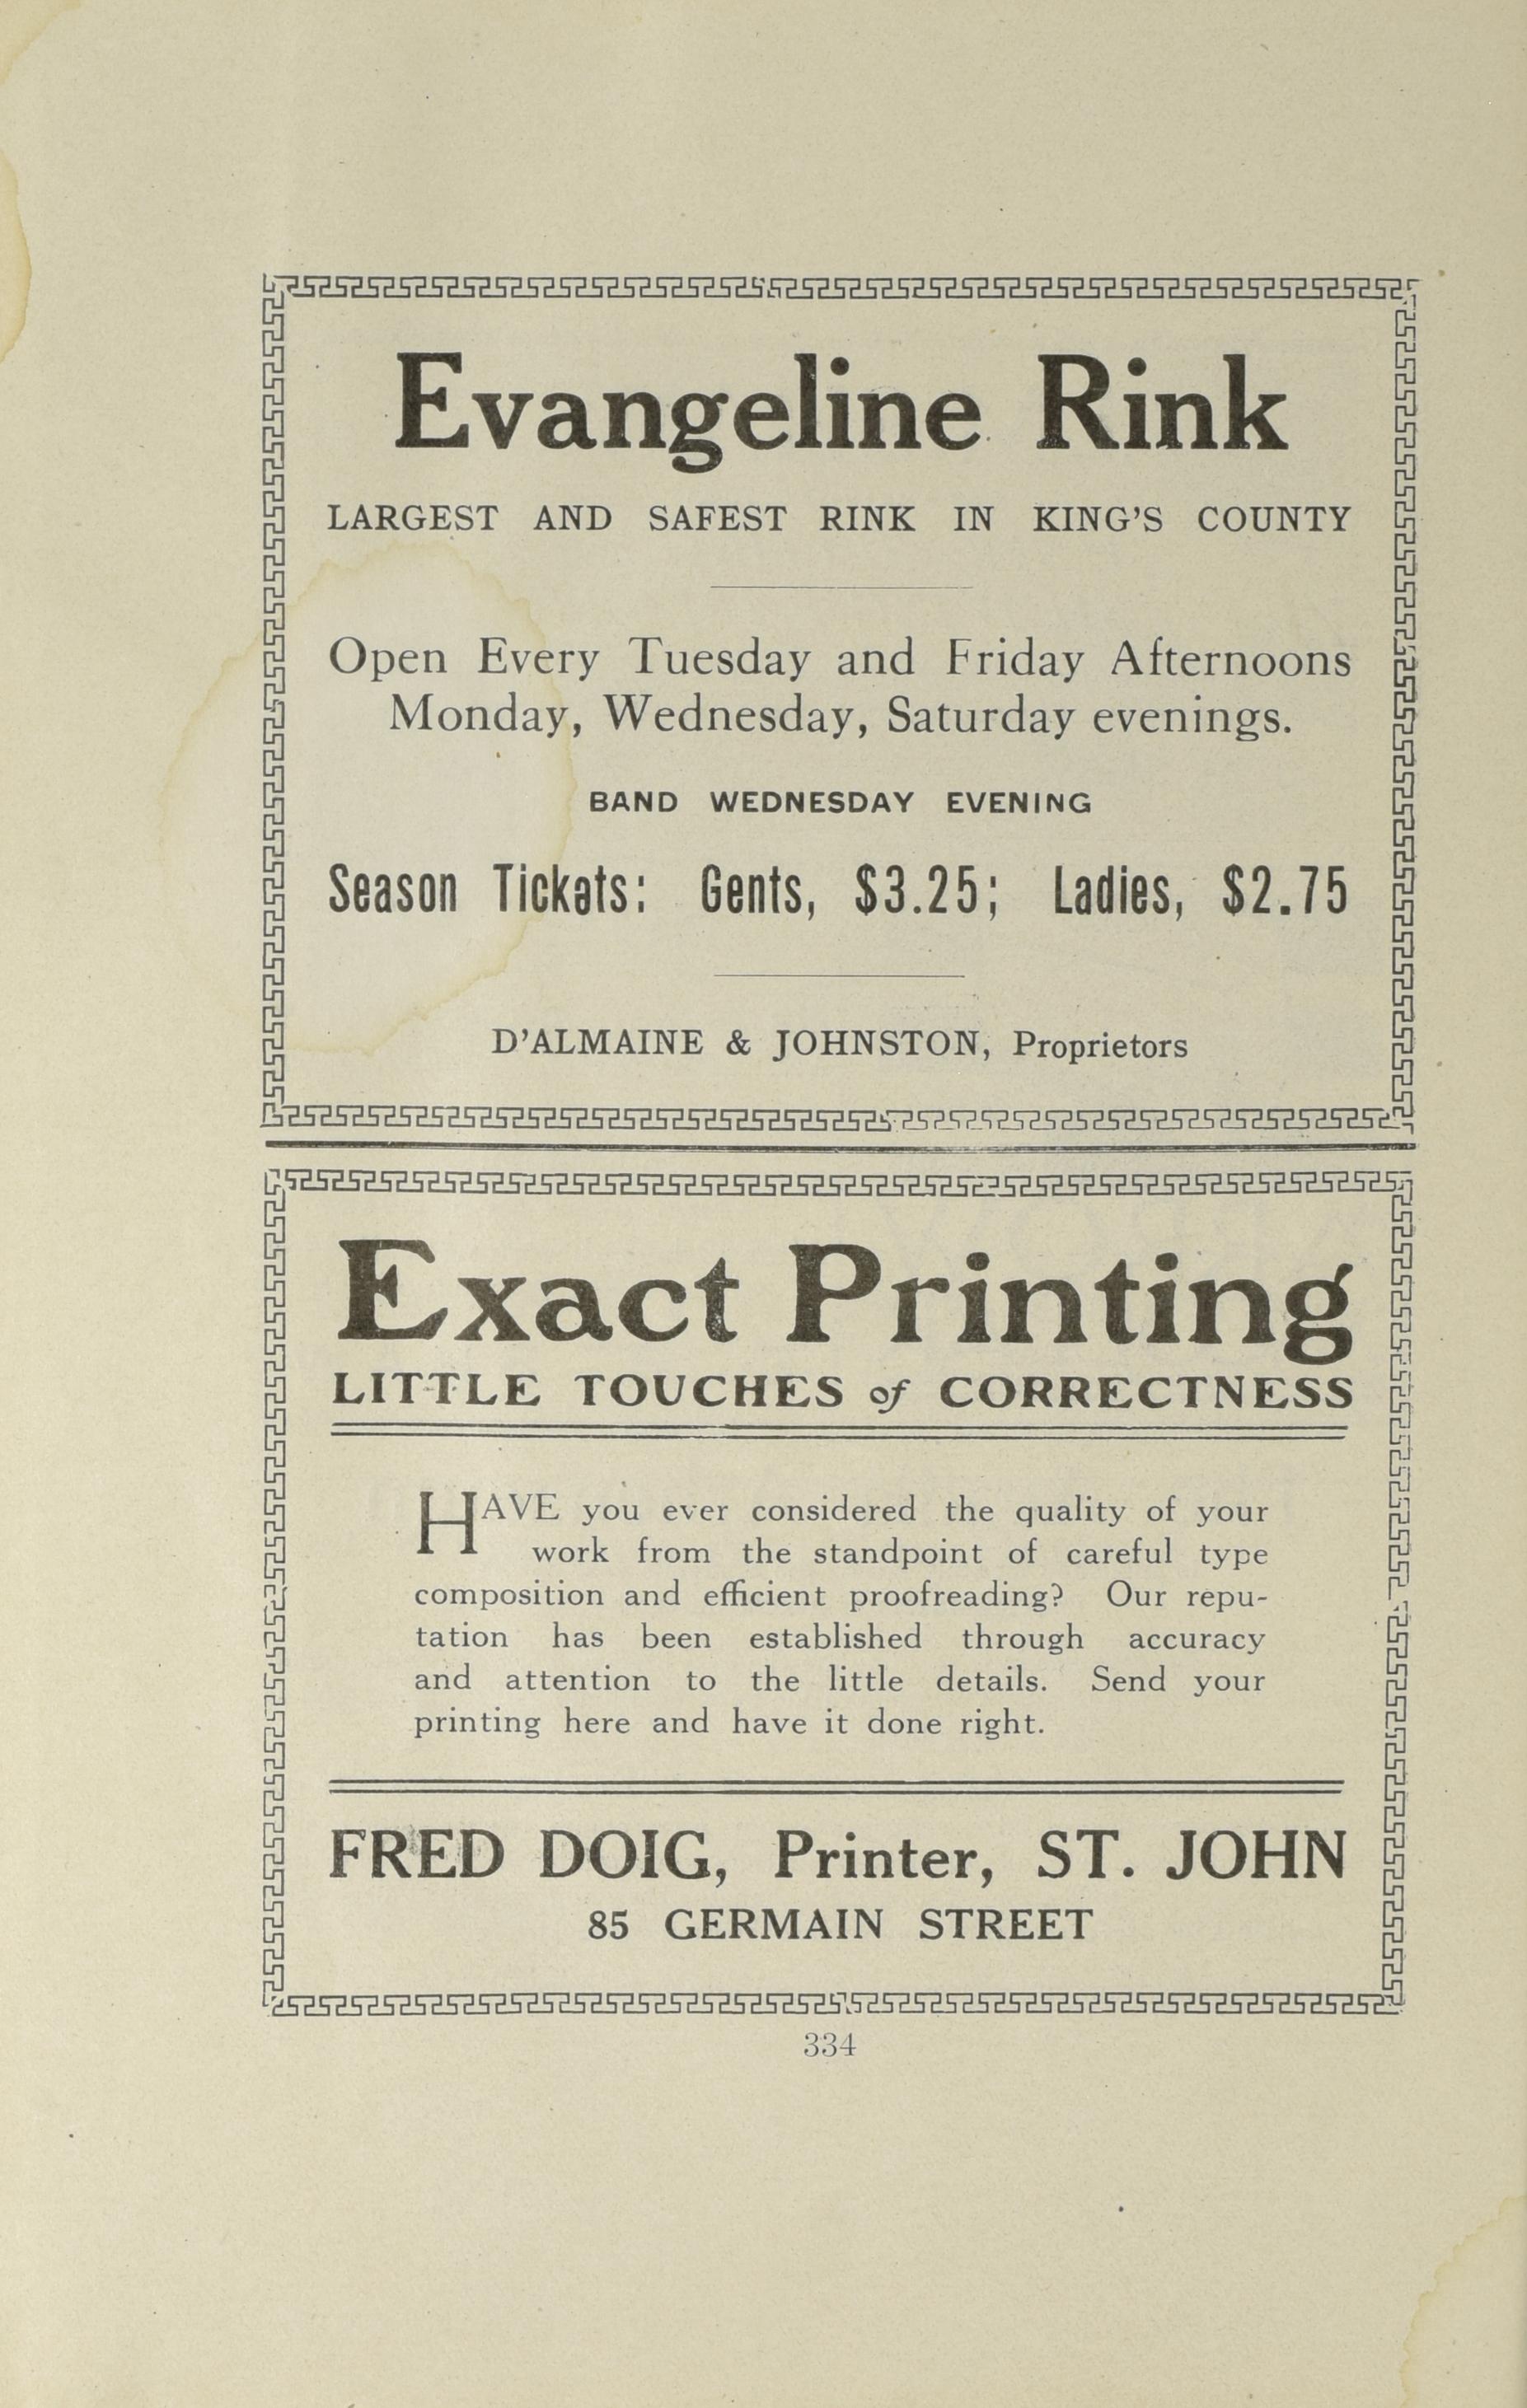 Evangeline Rink
LARGEST AND SAFEST RINK IN KING'S COUNTY
Open Every Tuesday and Friday Afternoons
Monday, Wednesday, Saturday evenings.
BAND WEDNESDAY EVENING
Season Tickets: Gents, $3.25; Ladies, $2.75
D'ALMAINE & JOHNSTON, Proprietors
Exact Printing
LITTLE TOUCHES of CORRECTNESS
HAVE you ever considered the quality of your
work from the standpoint of careful type
composition and efficient proofreading? Our repu-
tation has been established through accuracy
and attention to the little details. Send your
printing here and have it done right.
FRED DOIG, Printer, ST. JOHN
85 GERMAIN STREET
334